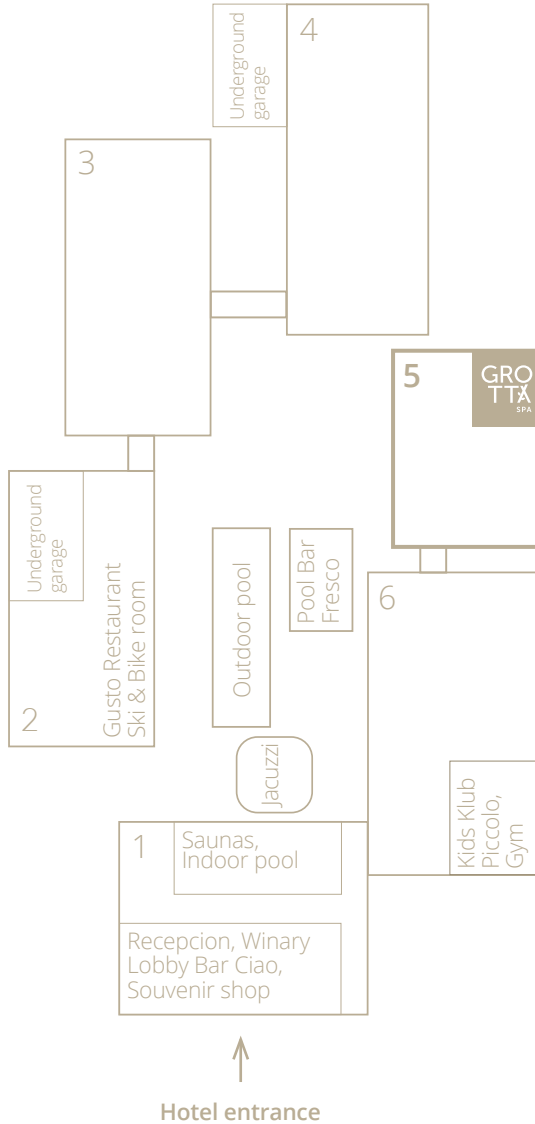 4
Underground
garage
3
5
GRO
TTA
SPA
Underground
garage
Gusto Restaurant
Ski & Bike room
2
Outdoor pool
Pool Bar
Fresco
6
Jacuzzi
Kids Klub
Piccolo,
Gym
1
Saunas,
Indoor pool
Recepcion, Winary
Lobby Bar Ciao,
Souvenir shop
Hotel entrance